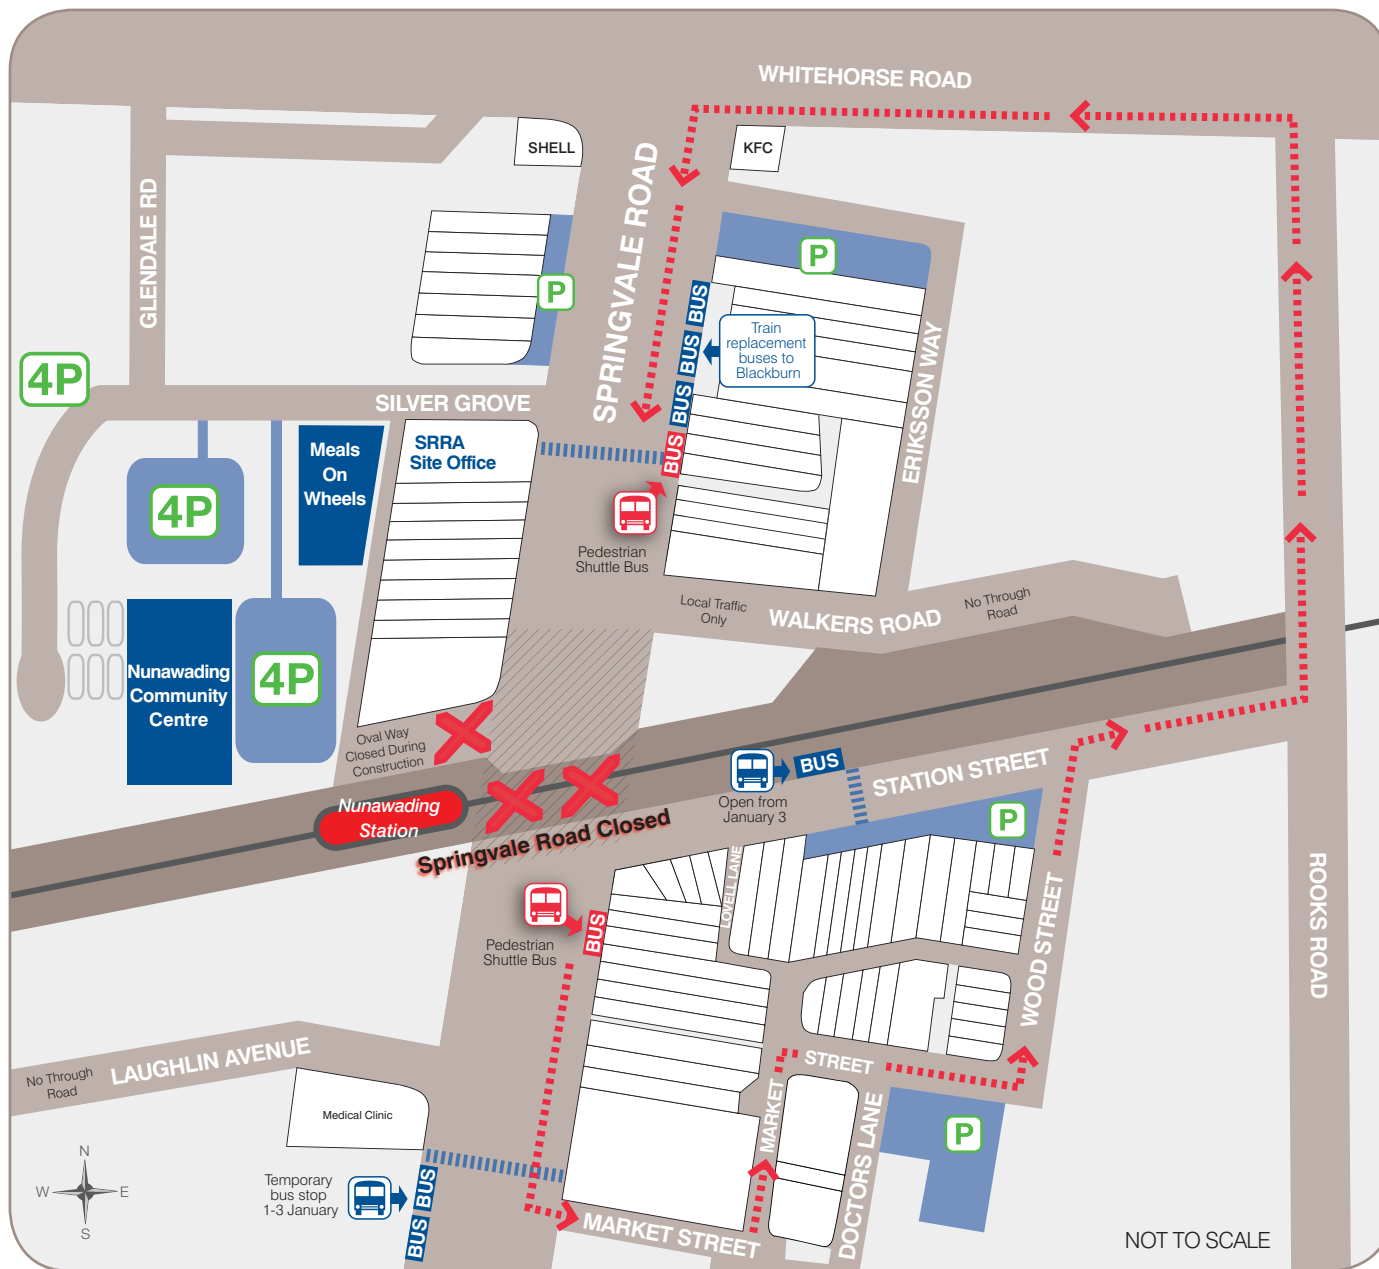 WHITEHORSE ROAD
SHELL
KFC
SPRINGVALE ROAD
GLENDALE RD
P
P
BUS
BUS
BUS
BUS
Train
replacement
buses to
Blackburn
ERIKSSON WAY
4P
SILVER GROVE
SRRA
Site Office
Meals
On
Wheels
4P
Pedestrian
Shuttle Bus
Local Traffic
Only
WALKERS ROAD
No Through
Road
Nunawading
Community
Centre
4P
Oval Way
Closed During
Construction
Nunawading
Station
Springvale Road Closed
BUS
Open from
January 3
STATION STREET
P
LOVELL LANE
WOOD STREET
ROOKS ROAD
Pedestrian
Shuttle Bus
BUS
No Through
Road
LAUGHLIN AVENUE
Medical Clinic
MARKET
STREET
DOCTORS LANE
P
N
W
E
S
Temporary
bus stop
1-3 January
BUS
BUS
MARKET STREET
NOT TO SCALE